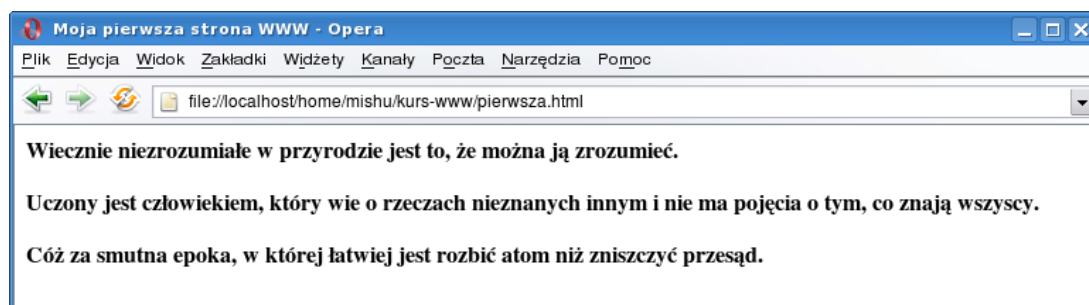 Moja pierwsza strona WWW - Opera
Plik Edycja Widok Zakładki Widżety Kanały Poczta Narzędzia Pomoc
file://localhost/home/mishu/kurs-www/pierwsza.html
Wiecznie niezrozumiałe w przyrodzie jest to, że można ją zrozumieć.
Uczony jest człowiekiem, który wie o rzeczach nieznanych innym i nie ma pojęcia o tym, co znają wszyscy.
Cóż za smutna epoka, w której łatwiej jest rozbić atom niż zniszczyć przesąd.